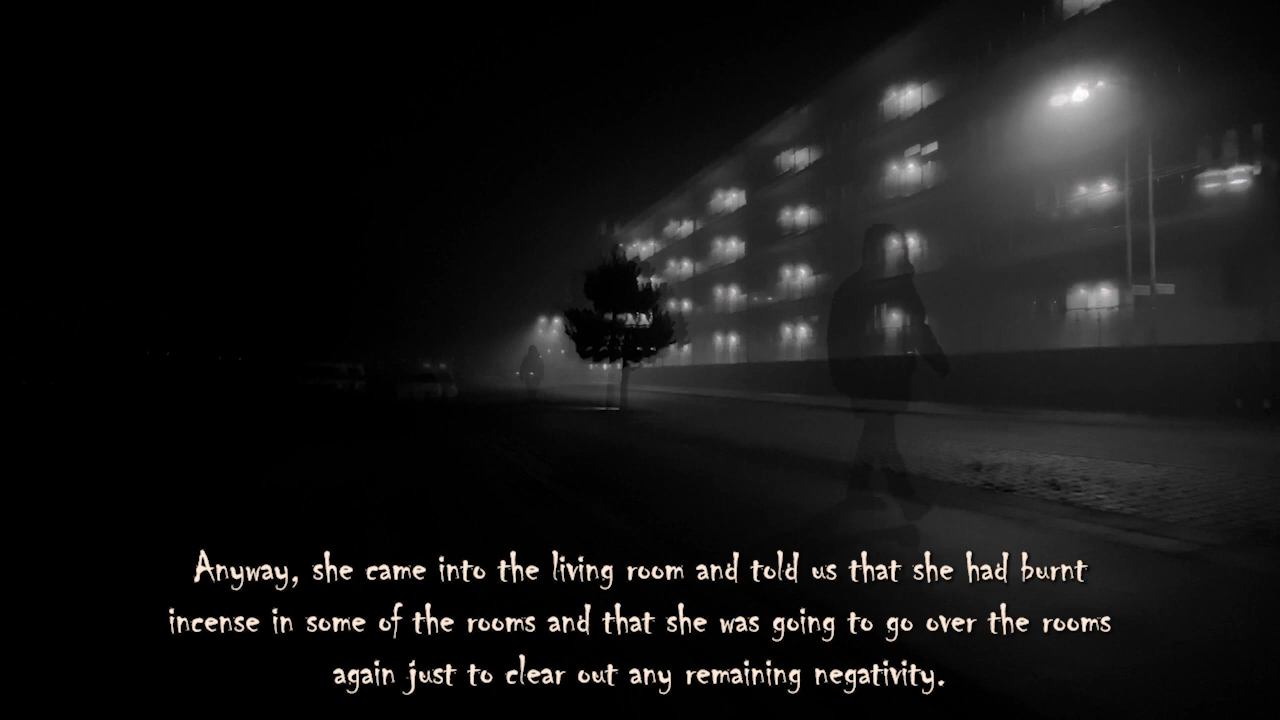 Anyway, she came into the living room and told us that she had burnt
incense in some of the rooms and that she was going to go over the rooms
again just to clear out any remaining negativity.